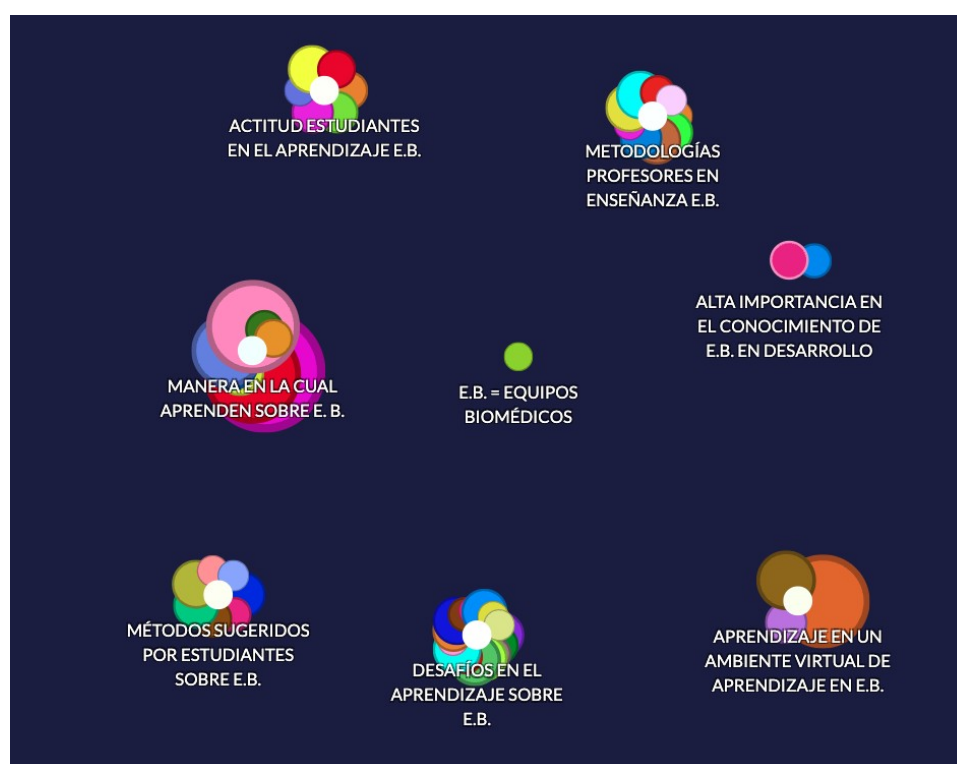 ACTITUD ESTUDIANTES
EN EL APRENDIZAJE E.B.
METODOLOGÍAS
PROFESORES EN
ENSEÑANZA E.B.
ALTA IMPORTANCIA EN
EL CONOCIMIENTO DE
E.B. EN DESARROLLO
MANERA EN LA CUAL
APRENDEN SOBRE E. B.
E.B. = EQUIPOS
BIOMÉDICOS
MÉTODOS SUGERIDOS
POR ESTUDIANTES
SOBRE E.B.
DESAFÍOS EN EL
APRENDIZAJE SOBRE
E.B.
APRENDIZAJE EN UN
AMBIENTE VIRTUAL DE
APRENDIZAJE EN E.B.